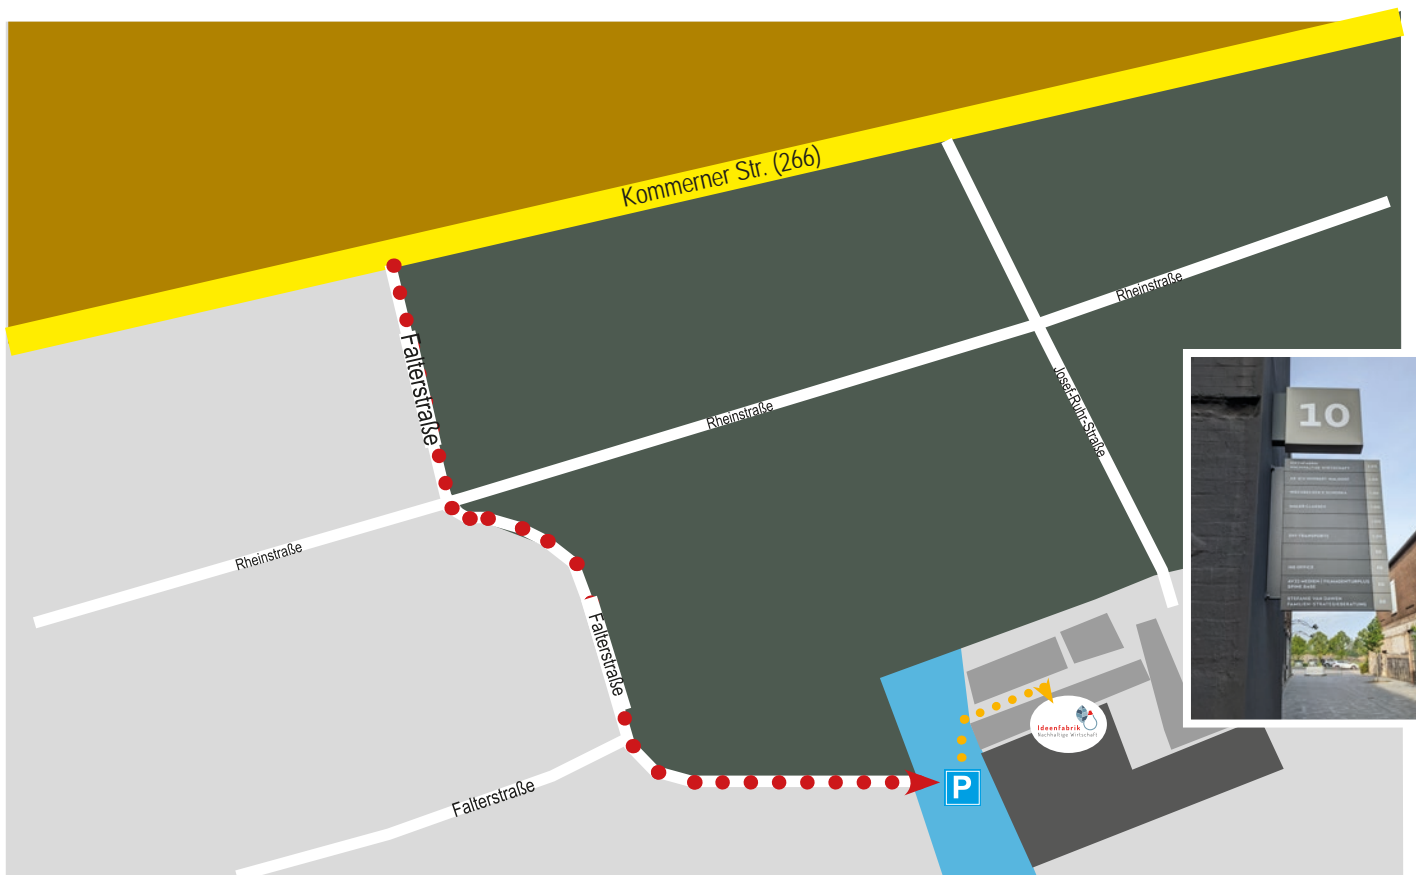 Kommerner Str. (266)
Rheinstraße
Falterstraße
Josef-Ruhr-Straße
Rheinstraße
10
Rheinstraße
Falterstraße
Ideenfabrik
Nachhaltige Wirtschaft
P
Falterstraße